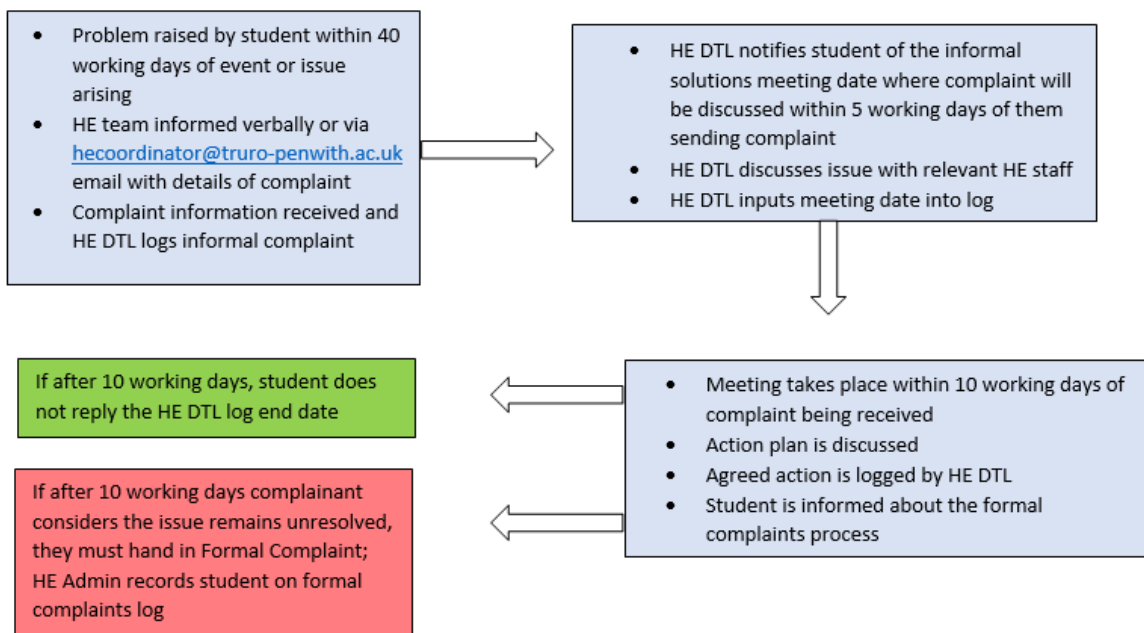 • Problem raised by student within 40
working days of event or issue
arising
• HE team informed verbally or via
hecoordinator@truro-penwith.ac.uk
email with details of complaint
• Complaint information received and
HE DTL logs informal complaint
• HE DTL notifies student of the informal
solutions meeting date where complaint will
be discussed within 5 working days of them
sending complaint
• HE DTL discusses issue with relevant HE staff
• HE DTL inputs meeting date into log
• Meeting takes place within 10 working days of
complaint being received
• Action plan is discussed
• Agreed action is logged by HE DTL
• Student is informed about the formal
complaints process
If after 10 working days, student does
not reply the HE DTL log end date
If after 10 working days complainant
considers the issue remains unresolved,
they must hand in Formal Complaint;
HE Admin records student on formal
complaints log